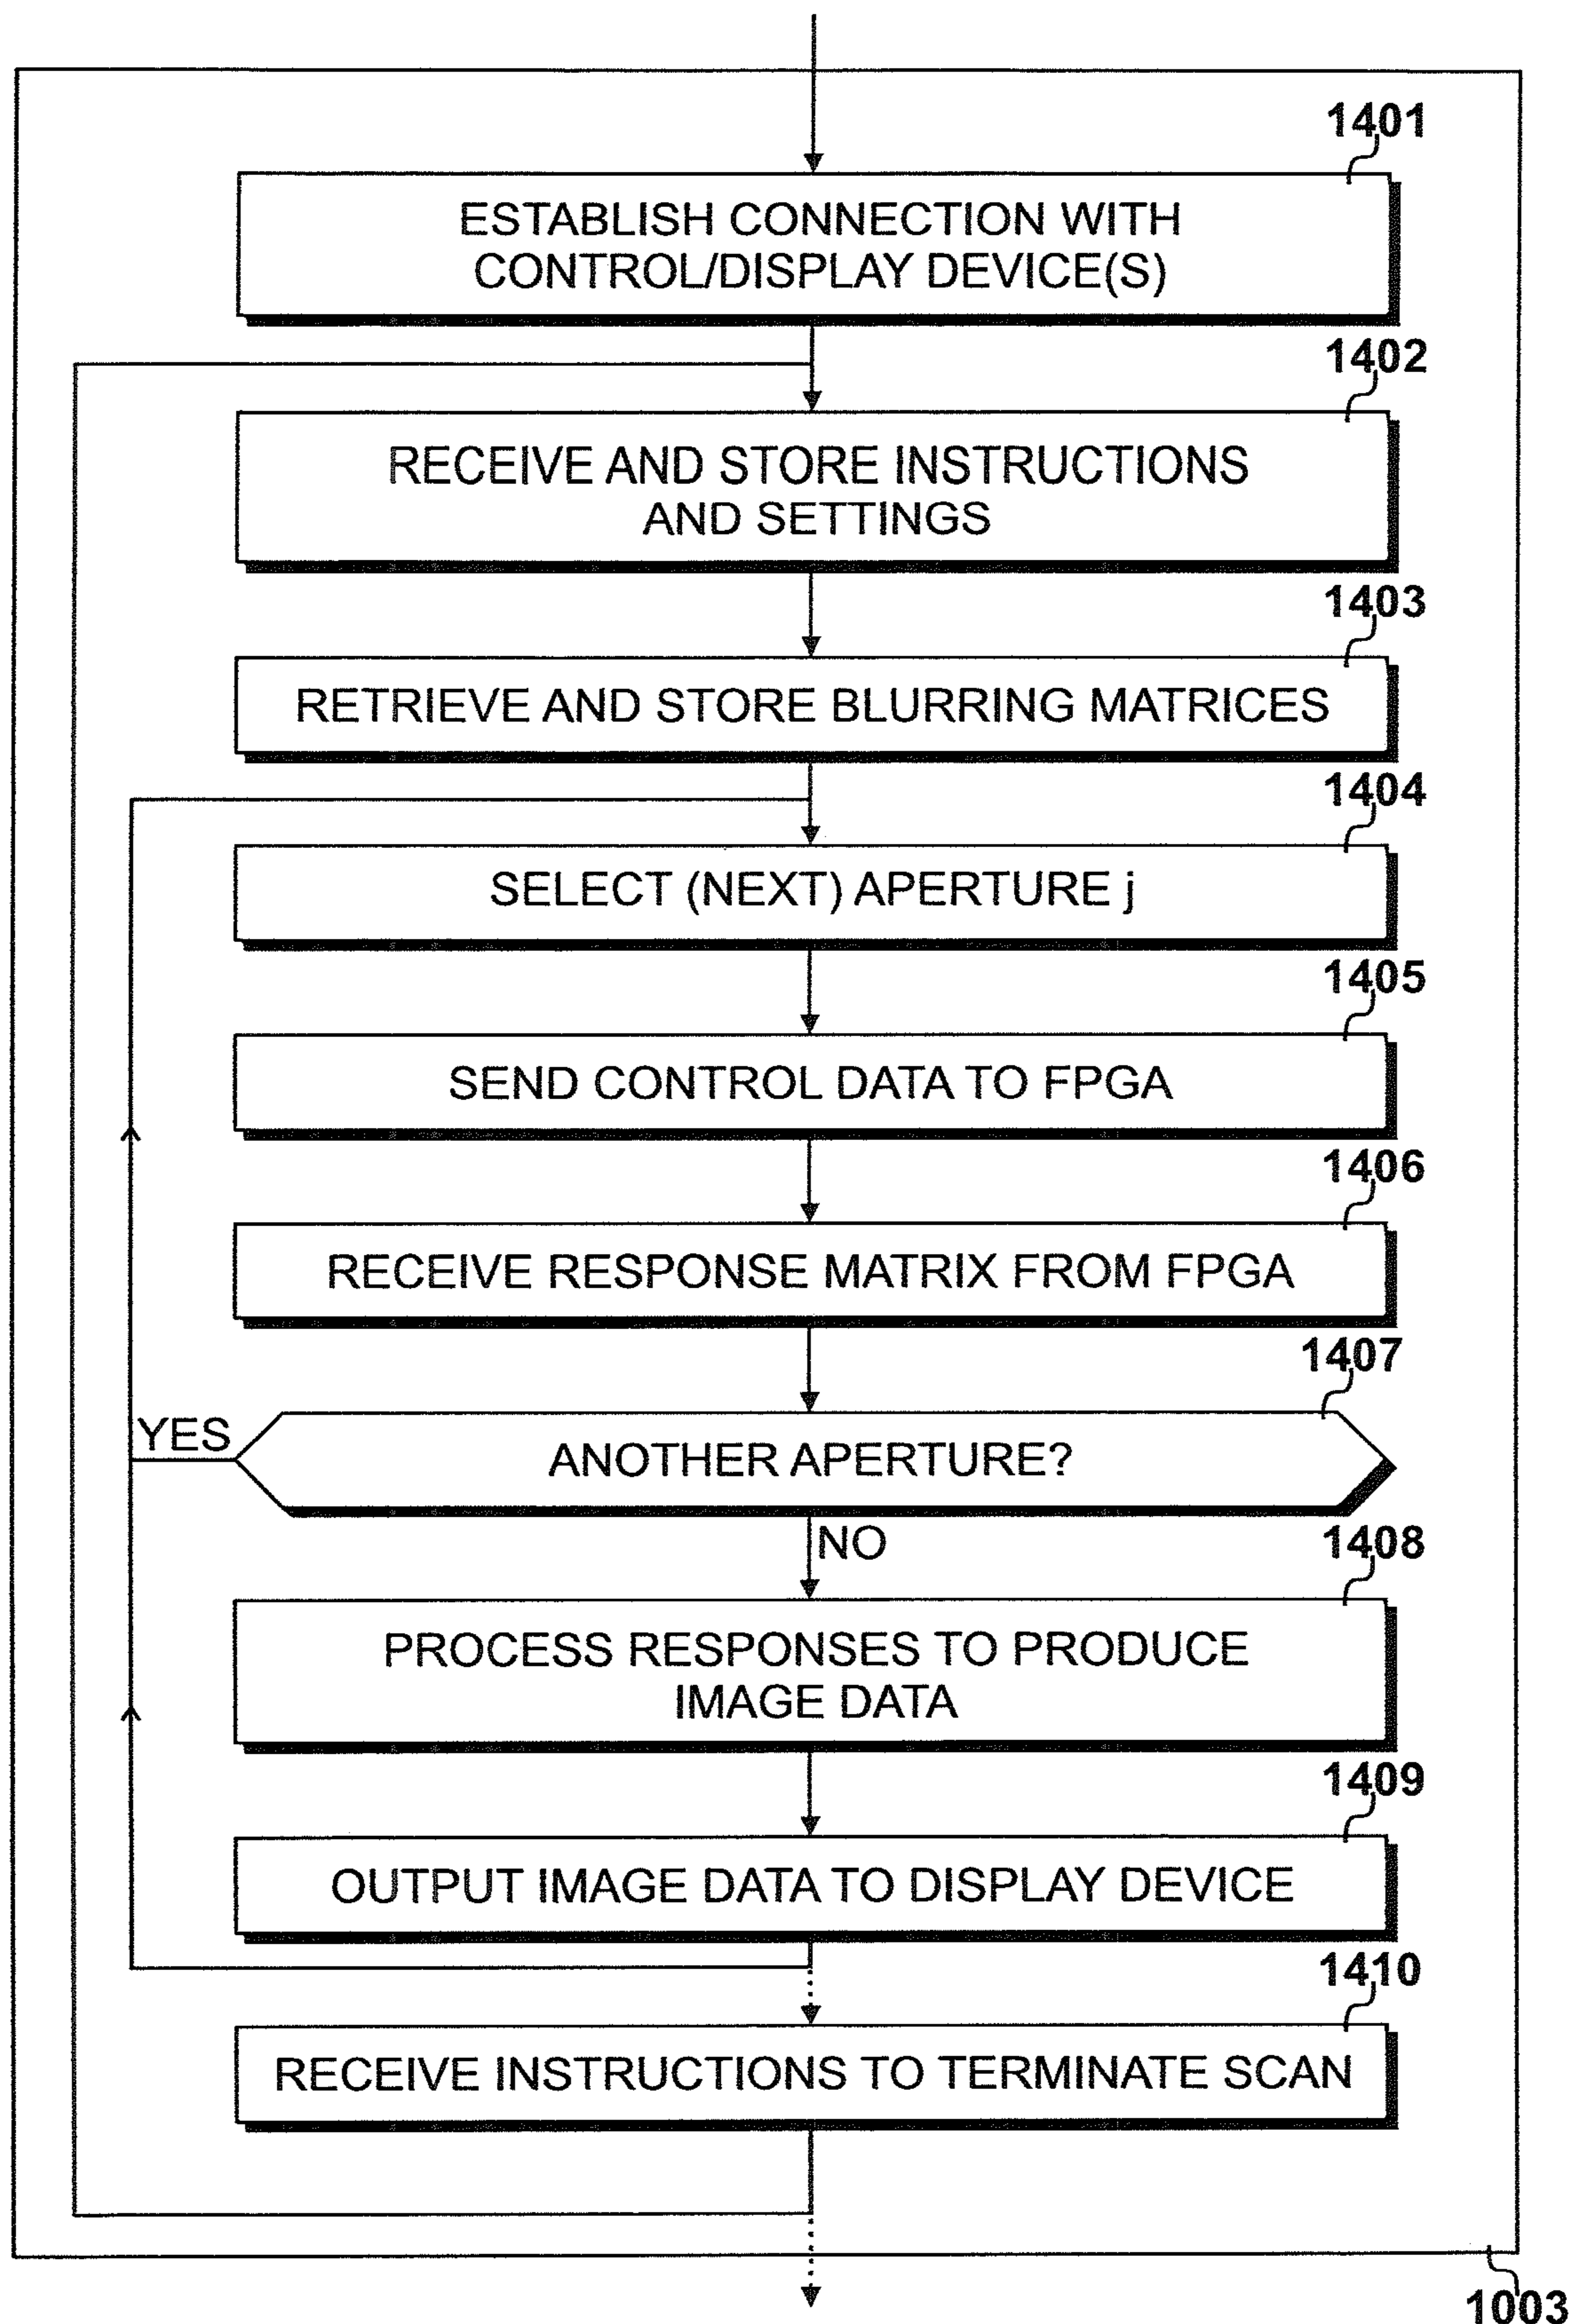 1401
ESTABLISH CONNECTION WITH
CONTROL/DISPLAY DEVICE(S)
1402
RECEIVE AND STORE INSTRUCTIONS
AND SETTINGS
1403
RETRIEVE AND STORE BLURRING MATRICES
1404
SELECT (NEXT) APERTURE j
1405
SEND CONTROL DATA TO FPGA
1406
RECEIVE RESPONSE MATRIX FROM FPGA
1407
YES
ANOTHER APERTURE?
NO
1408
PROCESS RESPONSES TO PRODUCE
IMAGE DATA
1409
OUTPUT IMAGE DATA TO DISPLAY DEVICE
1410
RECEIVE INSTRUCTIONS TO TERMINATE SCAN
1003